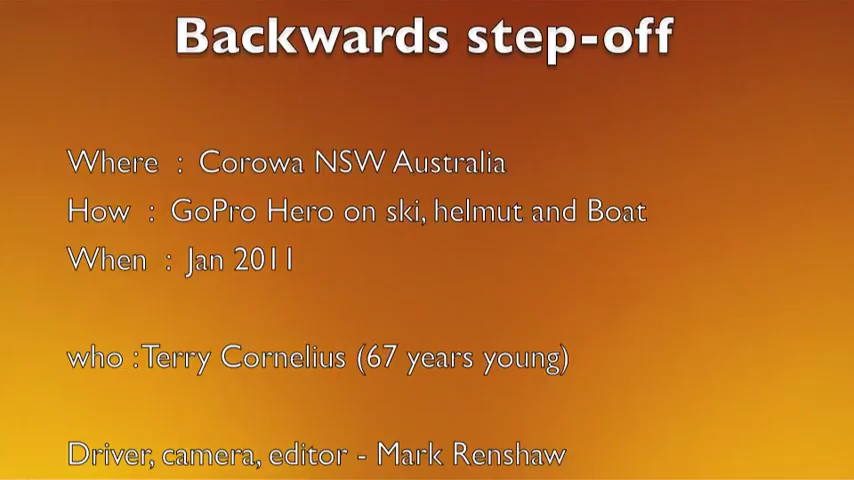 Backwards step-off
Where : Corowa NSW Australia
How : GoPro Hero on ski, helmut and Boat
When : Jan 2011
who : Terry Cornelius (67 years young)
Driver, camera, editor - Mark Renshaw